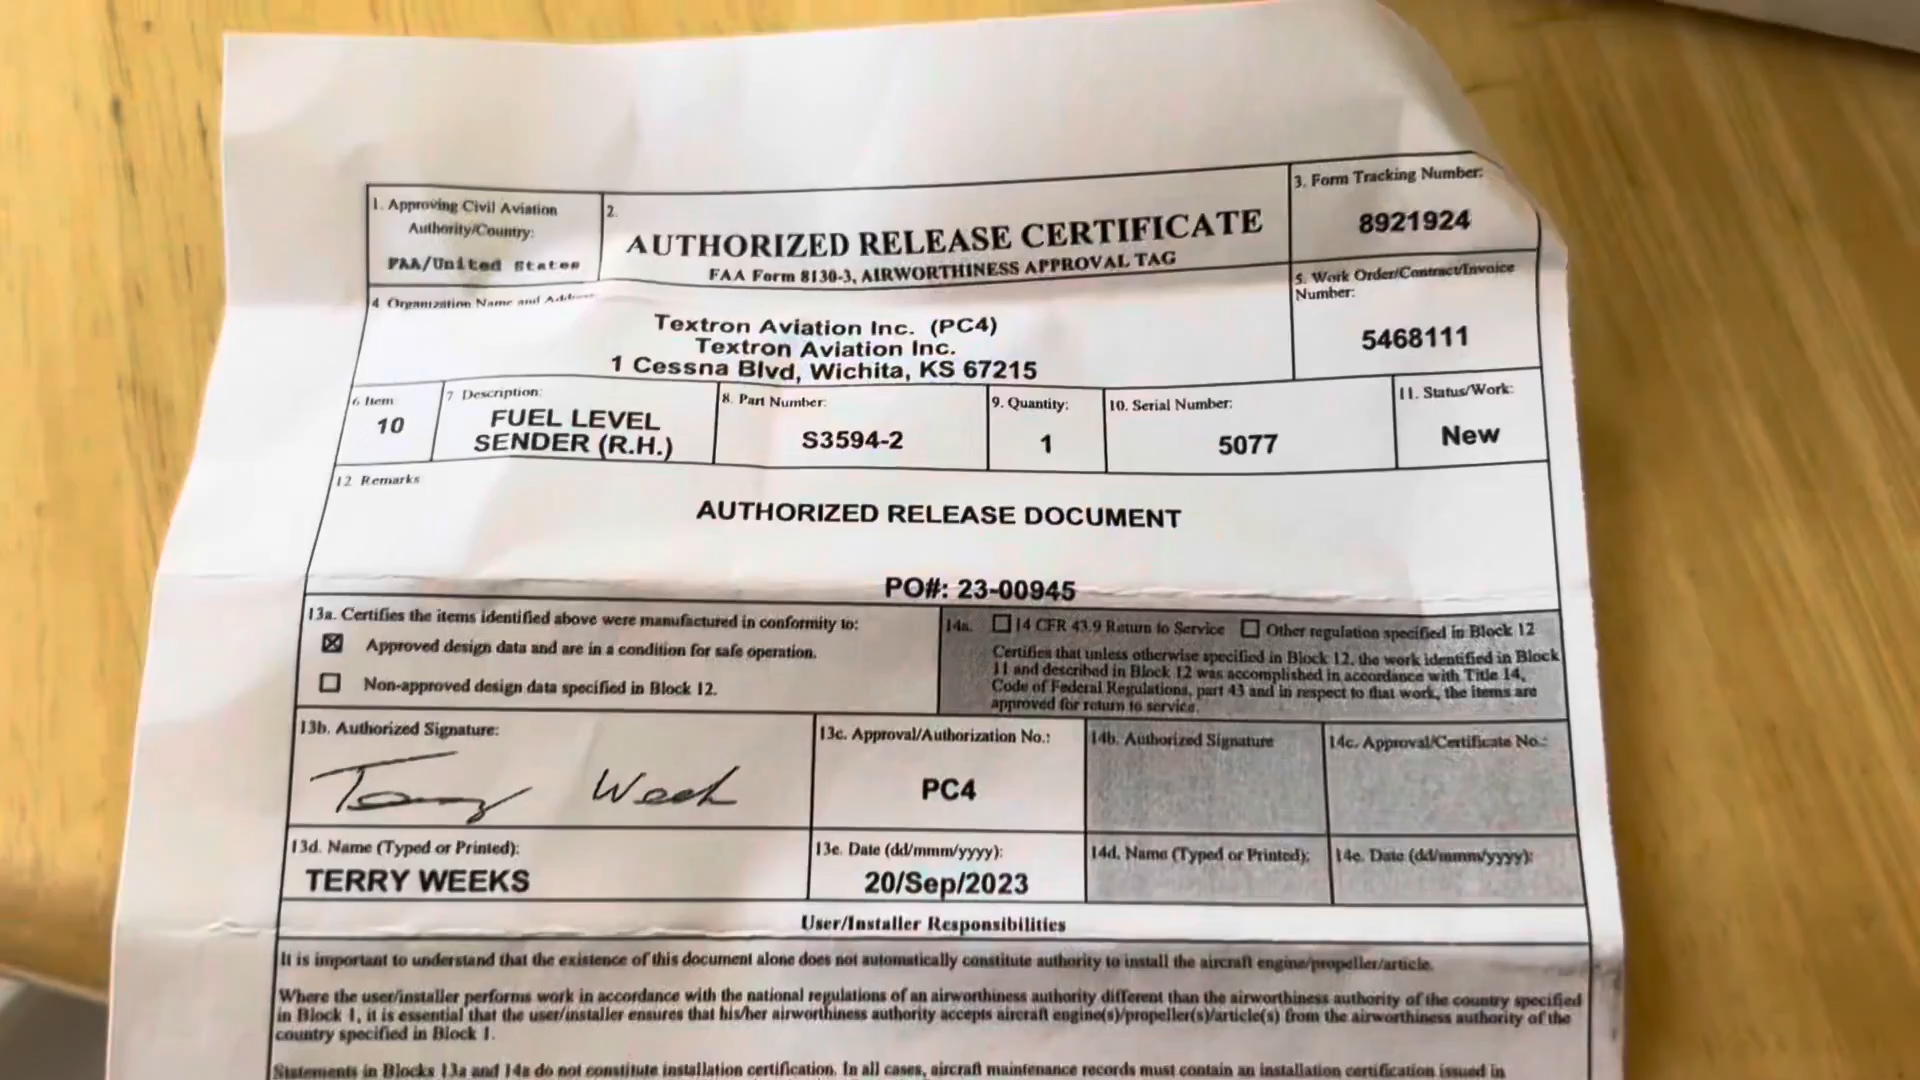 1. Approving Civil Aviation
Authority/Country:
FAA/United States
2.
AUTHORIZED RELEASE CERTIFICATE
FAA Form 8130-3, AIRWORTHINESS APPROVAL TAG
3. Form Tracking Number:
8921924
4 Organization Name and Address
Textron Aviation Inc. (PC4)
Textron Aviation Inc.
1 Cessna Blvd, Wichita, KS 67215
5. Work Order/Contract/Invoice
Number:
5468111
6 Item
10
7 Description:
FUEL LEVEL
SENDER (R.H.)
8. Part Number:
S3594-2
9. Quantity:
1
10. Serial Number:
5077
11. Status/Work:
New
12 Remarks
AUTHORIZED RELEASE DOCUMENT
PO#: 23-00945
13a. Certifies the items identified above were manufactured in conformity to:
Approved design data and are in a condition for safe operation.
Non-approved design data specified in Block 12.
14a. 14 CFR 43.9 Return to Service Other regulation specified in Block 12
Certifies that unless otherwise specified in Block 12, the work identified in Block
11 and described in Block 12 was accomplished in accordance with Title 14,
Code of Federal Regulations, part 43 and in respect to that work, the items are
approved for return to service.
13b. Authorized Signature:
Terry Week
13c. Approval/Authorization No.:
PC4
14b. Authorized Signature
14c. Approval/Certificate No.:
13d. Name (Typed or Printed):
TERRY WEEKS
13e. Date (dd/mmm/yyyy):
20/Sep/2023
14d. Name (Typed or Printed):
14e. Date (dd/mmm/yyyy):
User/Installer Responsibilities
It is important to understand that the existence of this document alone does not automatically constitute authority to install the aircraft engine/propeller/article.
Where the user/installer performs work in accordance with the national regulations of an airworthiness authority different than the airworthiness authority of the country specified
in Block 1, it is essential that the user/installer ensures that his/her airworthiness authority accepts aircraft engine(s)/propeller(s)/article(s) from the airworthiness authority of the
country specified in Block 1.
Statements in Blocks 13a and 14a do not constitute installation certification. In all cases, aircraft maintenance records must contain an installation certification issued in